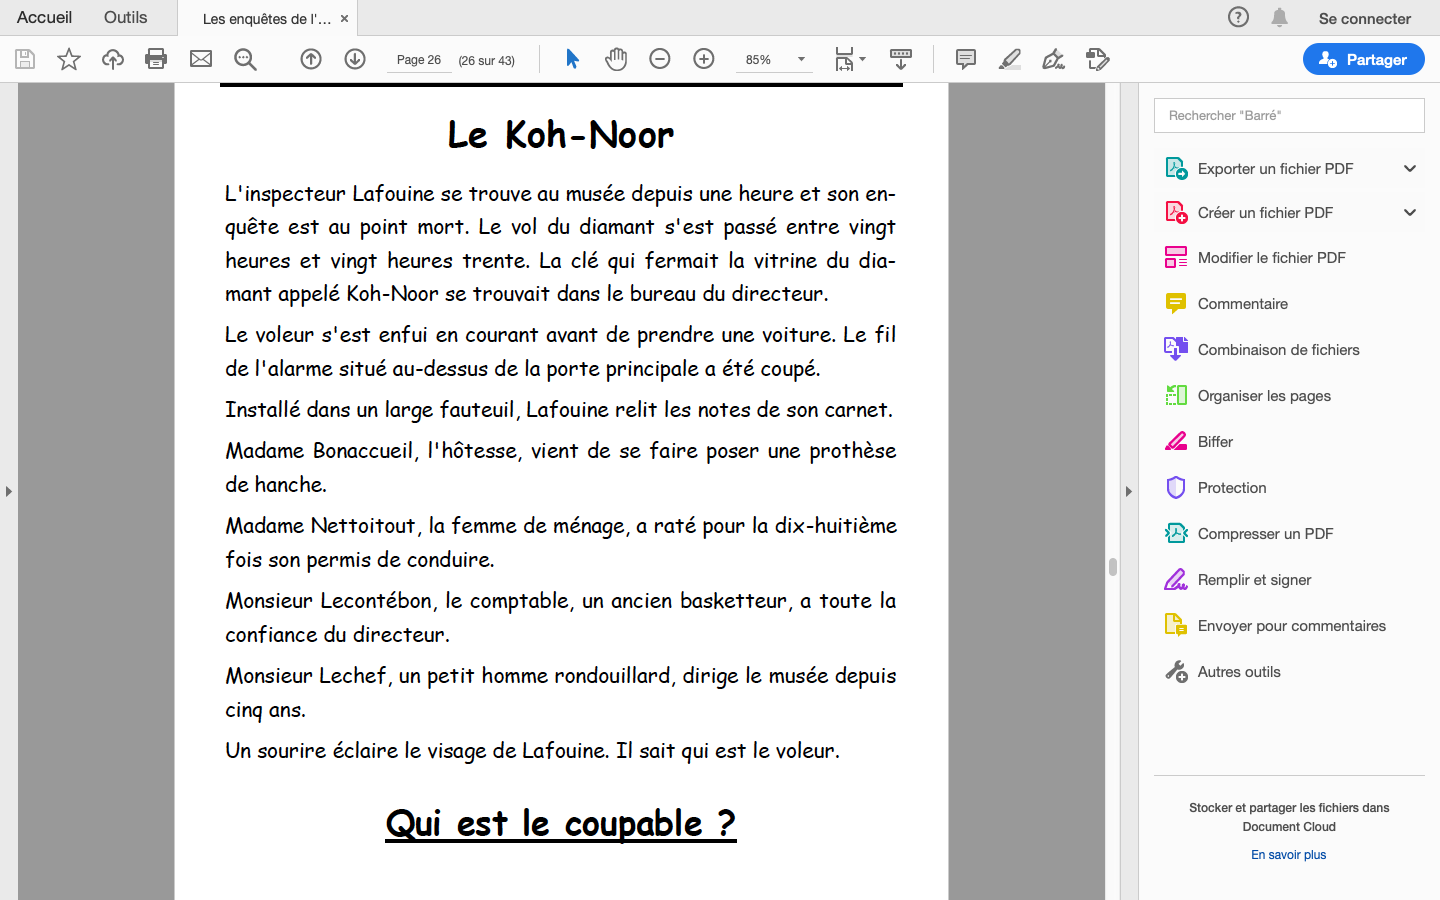 Accueil Outils Les enquêtes de l'... × ? Se connecter
Page 26 (26 sur 43) 85% Partager
Le Koh-Noor
L'inspecteur Lafouine se trouve au musée depuis une heure et son en-
quête est au point mort. Le vol du diamant s'est passé entre vingt
heures et vingt heures trente. La clé qui fermait la vitrine du dia-
mant appelé Koh-Noor se trouvait dans le bureau du directeur.
Le voleur s'est enfui en courant avant de prendre une voiture. Le fil
de l'alarme situé au-dessus de la porte principale a été coupé.
Installé dans un large fauteuil, Lafouine relit les notes de son carnet.
Madame Bonaccueil, l'hôtesse, vient de se faire poser une prothèse
de hanche.
Madame Nettoitout, la femme de ménage, a raté pour la dix-huitième
fois son permis de conduire.
Monsieur Lecontébon, le comptable, un ancien basketteur, a toute la
confiance du directeur.
Monsieur Lechef, un petit homme rondouillard, dirige le musée depuis
cinq ans.
Un sourire éclaire le visage de Lafouine. Il sait qui est le voleur.
Qui est le coupable ?
Rechercher "Barré"
Exporter un fichier PDF
Créer un fichier PDF
Modifier le fichier PDF
Commentaire
Combinaison de fichiers
Organiser les pages
Biffer
Protection
Compresser un PDF
Remplir et signer
Envoyer pour commentaires
Autres outils
Stocker et partager les fichiers dans
Document Cloud
En savoir plus